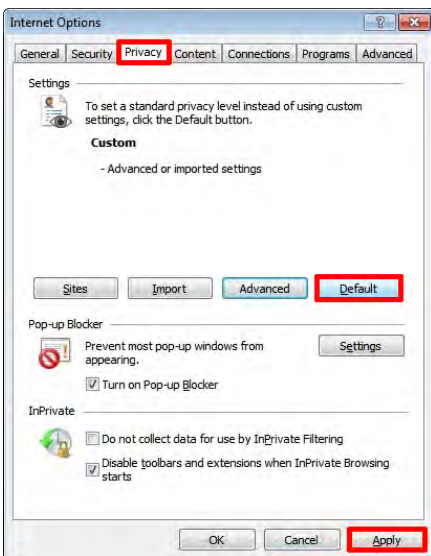 Internet Options
General Security Privacy Content Connections Programs Advanced
Settings
To set a standard privacy level instead of using custom
settings, click the Default button.
Custom
- Advanced or imported settings
Sites Import Advanced Default
Pop-up Blocker
Prevent most pop-up windows from
appearing.
Settings
Turn on Pop-up Blocker
InPrivate
Do not collect data for use by InPrivate Filtering
Disable toolbars and extensions when InPrivate Browsing
starts
OK Cancel Apply